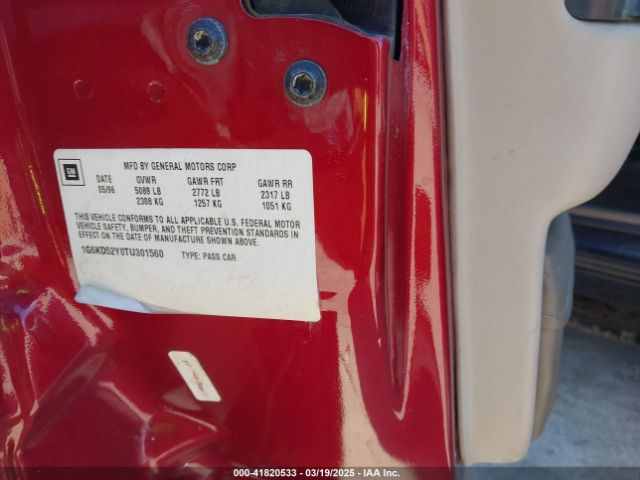 GM
MFD BY GENERAL MOTORS CORP
DATE GVWR GAWR FRT GAWR RR
05/96 5089 LB 2772 LB 2317 LB
2308 KG 1257 KG 1051 KG
THIS VEHICLE CONFORMS TO ALL APPLICABLE U.S. FEDERAL MOTOR
VEHICLE SAFETY, BUMPER, AND THEFT PREVENTION STANDARDS IN
EFFECT ON THE DATE OF MANUFACTURE SHOWN ABOVE.
1G6KD52Y0TU301560 TYPE: PASS CAR
000-41820533 — 03/19/2025 — IAA Inc.